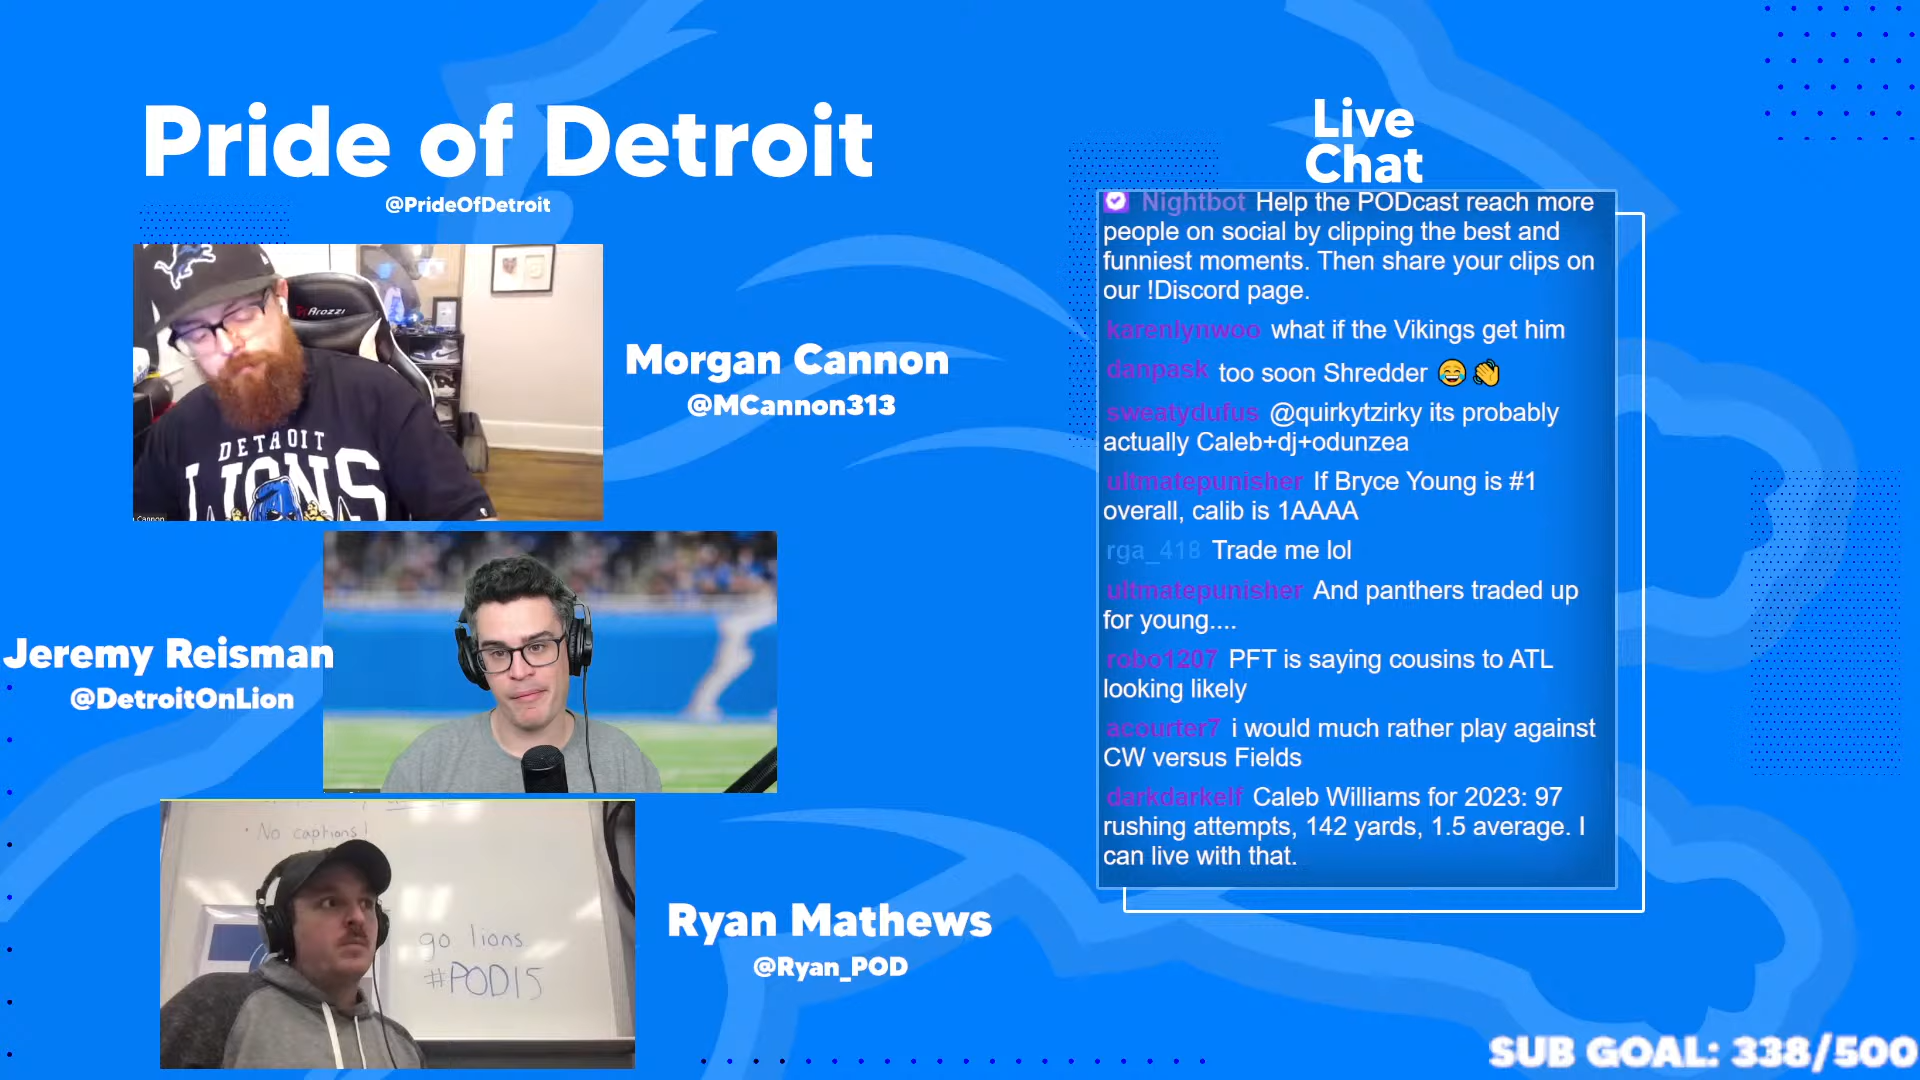 Pride of Detroit
@PrideOfDetroit
Live
Chat
Nightbot Help the PODcast reach more
people on social by clipping the best and
funniest moments. Then share your clips on
our !Discord page.
karenlynwoo what if the Vikings get him
danpask too soon Shredder 😂👏
sweatydufus @quirkytzirky its probably
actually Caleb+dj+odunzea
ultmatepunisher If Bryce Young is #1
overall, calib is 1AAAA
rga_418 Trade me lol
ultmatepunisher And panthers traded up
for young....
robo1207 PFT is saying cousins to ATL
looking likely
acourter7 i would much rather play against
CW versus Fields
darkdarkelf Caleb Williams for 2023: 97
rushing attempts, 142 yards, 1.5 average. I
can live with that.
Arozzi
DETROIT
LIONS
Cannon
Morgan Cannon
@MCannon313
Jeremy Reisman
@DetroitOnLion
• No captions!
go lions
#POD15
Ryan Mathews
@Ryan_POD
SUB GOAL: 338/500